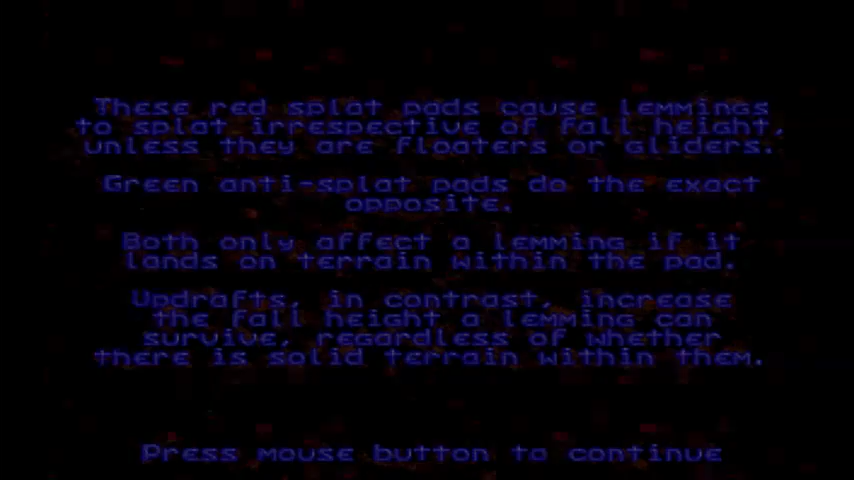 These red splat pads cause lemmings
to splat irrespective of fall height,
unless they are floaters or gliders.
Green anti-splat pads do the exact
opposite.
Both only affect a lemming if it
lands on terrain within the pad.
Updrafts, in contrast, increase
the fall height a lemming can
survive, regardless of whether
there is solid terrain within them.
Press mouse button to continue